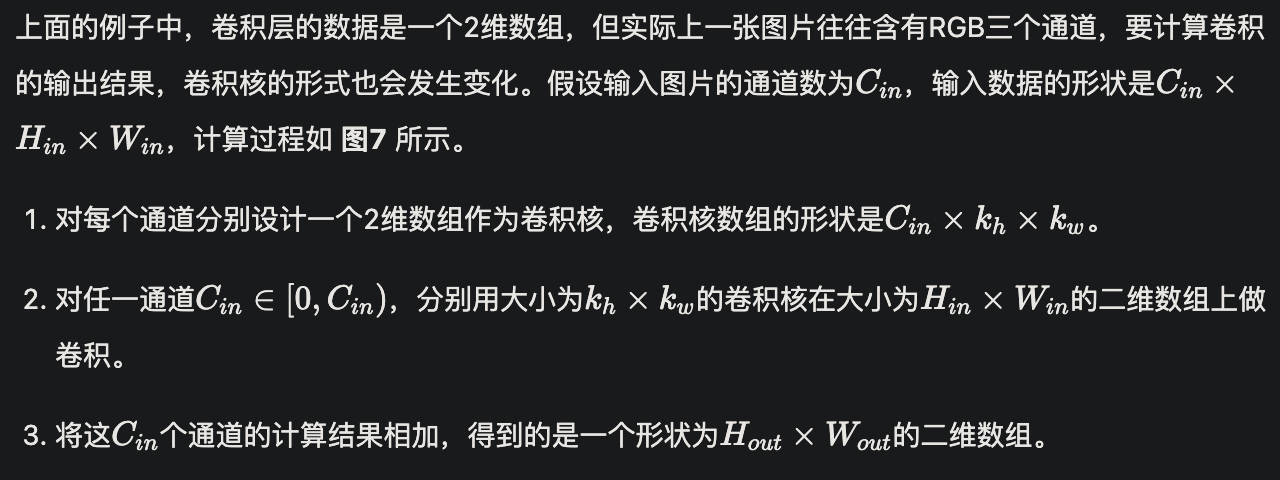 上面的例子中，卷积层的数据是一个2维数组，但实际上一张图片往往含有RGB三个通道，要计算卷积
的输出结果，卷积核的形式也会发生变化。假设输入图片的通道数为$C_{in}$，输入数据的形状是$C_{in} \times$
$H_{in} \times W_{in}$，计算过程如 图7 所示。
1. 对每个通道分别设计一个2维数组作为卷积核，卷积核数组的形状是$C_{in} \times k_h \times k_w$。
2. 对任一通道$C_{in} \in [0, C_{in})$，分别用大小为$k_h \times k_w$的卷积核在大小为$H_{in} \times W_{in}$的二维数组上做
卷积。
3. 将这$C_{in}$个通道的计算结果相加，得到的是一个形状为$H_{out} \times W_{out}$的二维数组。